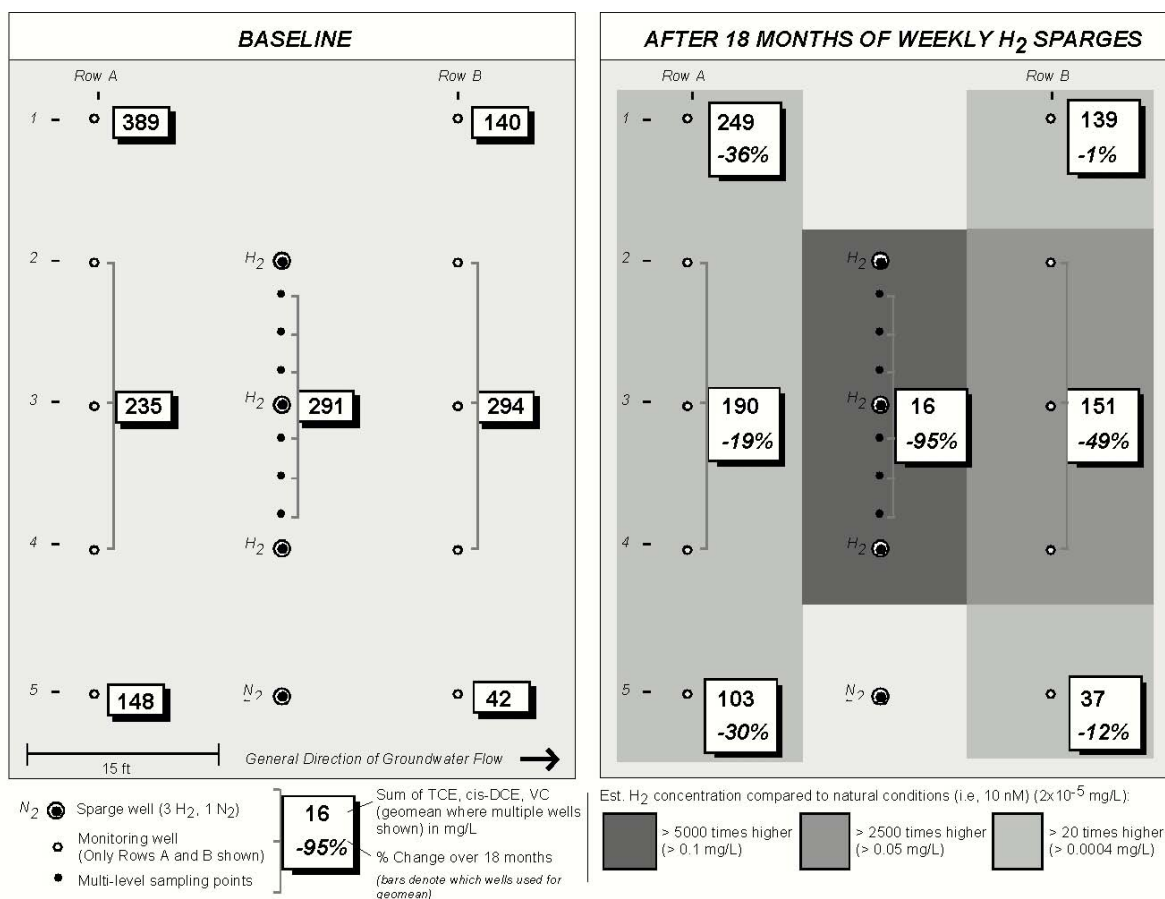 BASELINE
Row A
Row B
1
389
140
2
H2
3
235
H2
291
294
4
H2
5
148
N2
42
15 ft
General Direction of Groundwater Flow
AFTER 18 MONTHS OF WEEKLY H2 SPARGES
Row A
Row B
1
249
-36%
139
-1%
2
H2
3
190
-19%
H2
16
-95%
151
-49%
4
H2
5
103
-30%
N2
37
-12%
N2 Sparge well (3 H2, 1 N2)
Monitoring well
(Only Rows A and B shown)
Multi-level sampling points
16
-95%
Sum of TCE, cis-DCE, VC
(geomean where multiple wells
shown) in mg/L
% Change over 18 months
(bars denote which wells used for
geomean)
Est. H2 concentration compared to natural conditions (i.e, 10 nM) (2x10-5 mg/L):
> 5000 times higher
(> 0.1 mg/L)
> 2500 times higher
(> 0.05 mg/L)
> 20 times higher
(> 0.0004 mg/L)